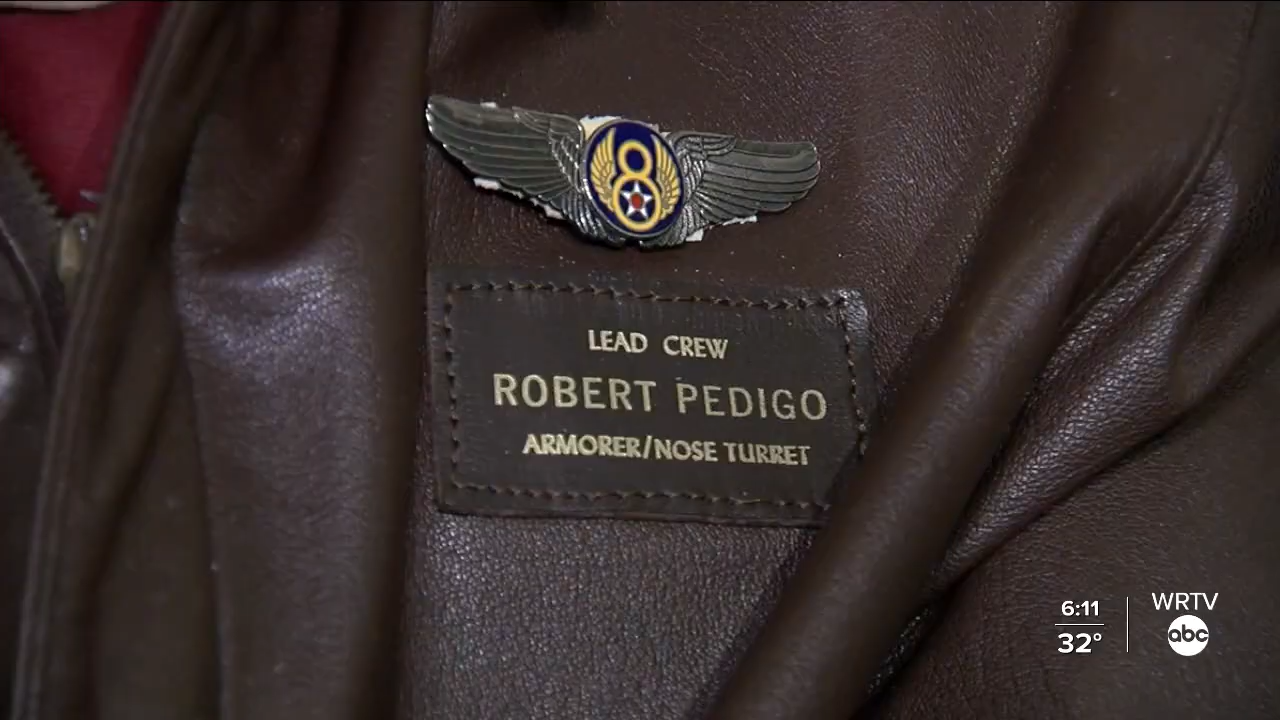 8
LEAD CREW
ROBERT PEDIGO
ARMORER/NOSE TURRET
6:11
32°
WRTV
abc